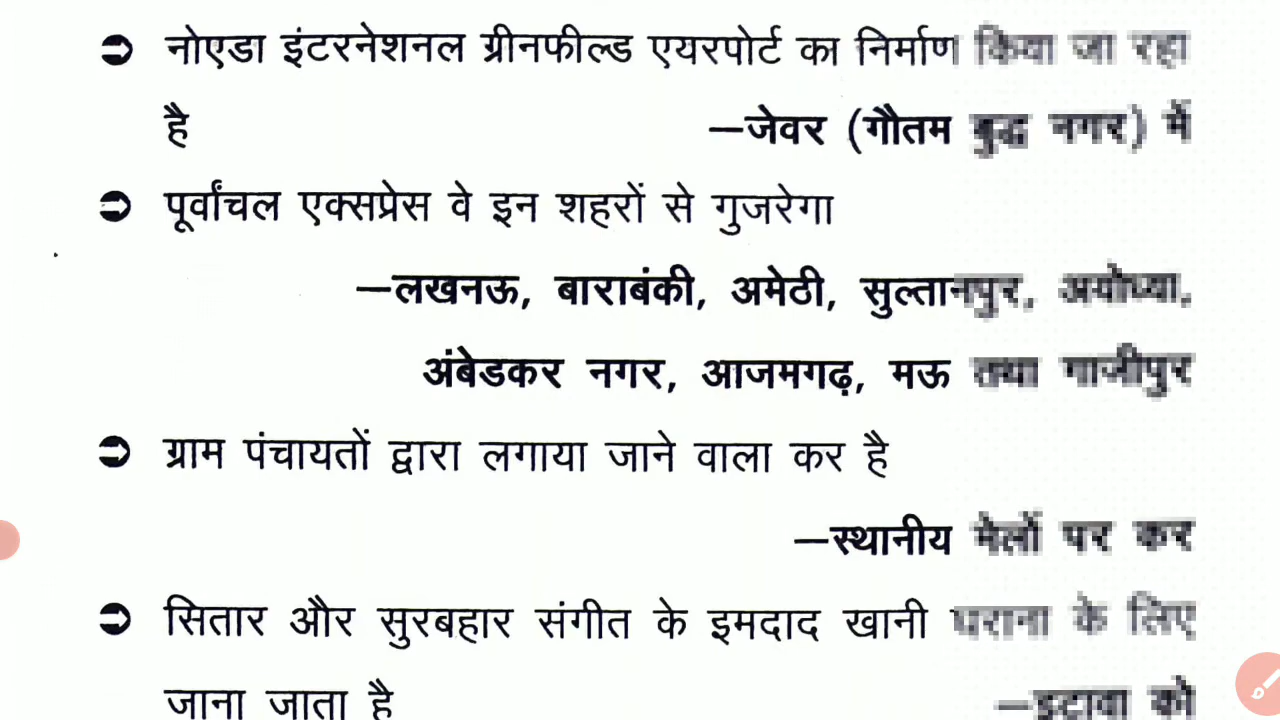 ➲ नोएडा इंटरनेशनल ग्रीनफील्ड एयरपोर्ट का निर्माण किया जा रहा
है —जेवर (गौतम बुद्ध नगर) में
➲ पूर्वांचल एक्सप्रेस वे इन शहरों से गुजरेगा
—लखनऊ, बाराबंकी, अमेठी, सुल्तानपुर, अयोध्या,
अंबेडकर नगर, आजमगढ़, मऊ तथा गाजीपुर
➲ ग्राम पंचायतों द्वारा लगाया जाने वाला कर है
—स्थानीय मेलों पर कर
➲ सितार और सुरबहार संगीत के इमदाद खानी घराना के लिए
जाना जाता है —इटावा को